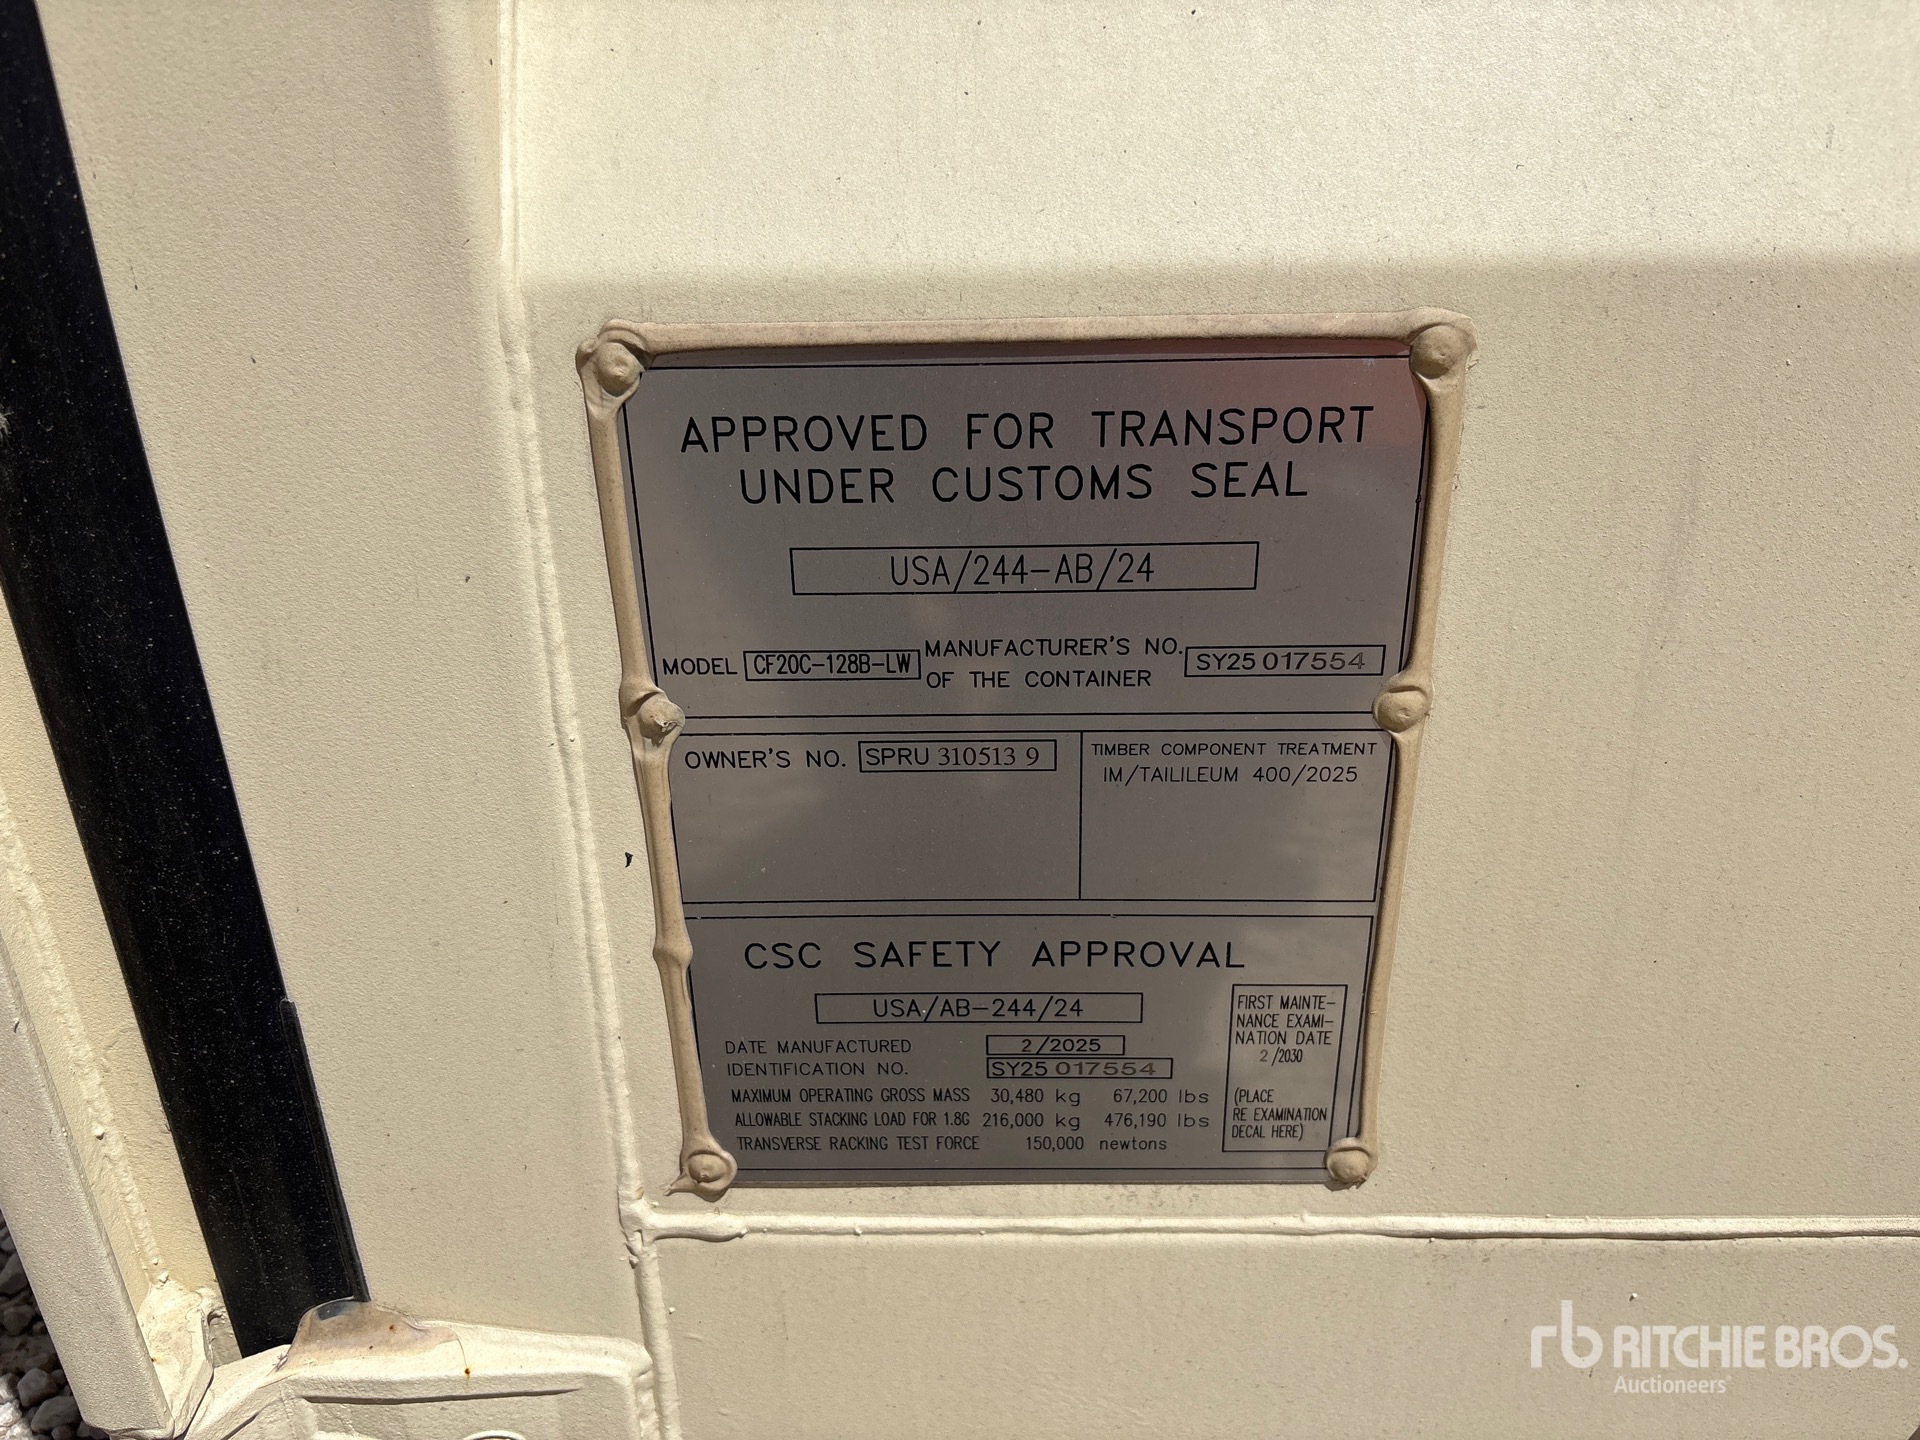 APPROVED FOR TRANSPORT
UNDER CUSTOMS SEAL
USA/244-AB/24
MODEL CF20C-128B-LW MANUFACTURER'S NO. OF THE CONTAINER SY25 017554
OWNER'S NO. SPRU 310513 9
TIMBER COMPONENT TREATMENT
IM/TAILILEUM 400/2025
CSC SAFETY APPROVAL
USA/AB-244/24
DATE MANUFACTURED 2/2025
IDENTIFICATION NO. SY25 017554
MAXIMUM OPERATING GROSS MASS 30,480 kg 67,200 lbs
ALLOWABLE STACKING LOAD FOR 1.8G 216,000 kg 476,190 lbs
TRANSVERSE RACKING TEST FORCE 150,000 newtons
FIRST MAINTE-
NANCE EXAMI-
NATION DATE
2/2030
(PLACE
RE EXAMINATION
DECAL HERE)
rb RITCHIE BROS.
Auctioneers